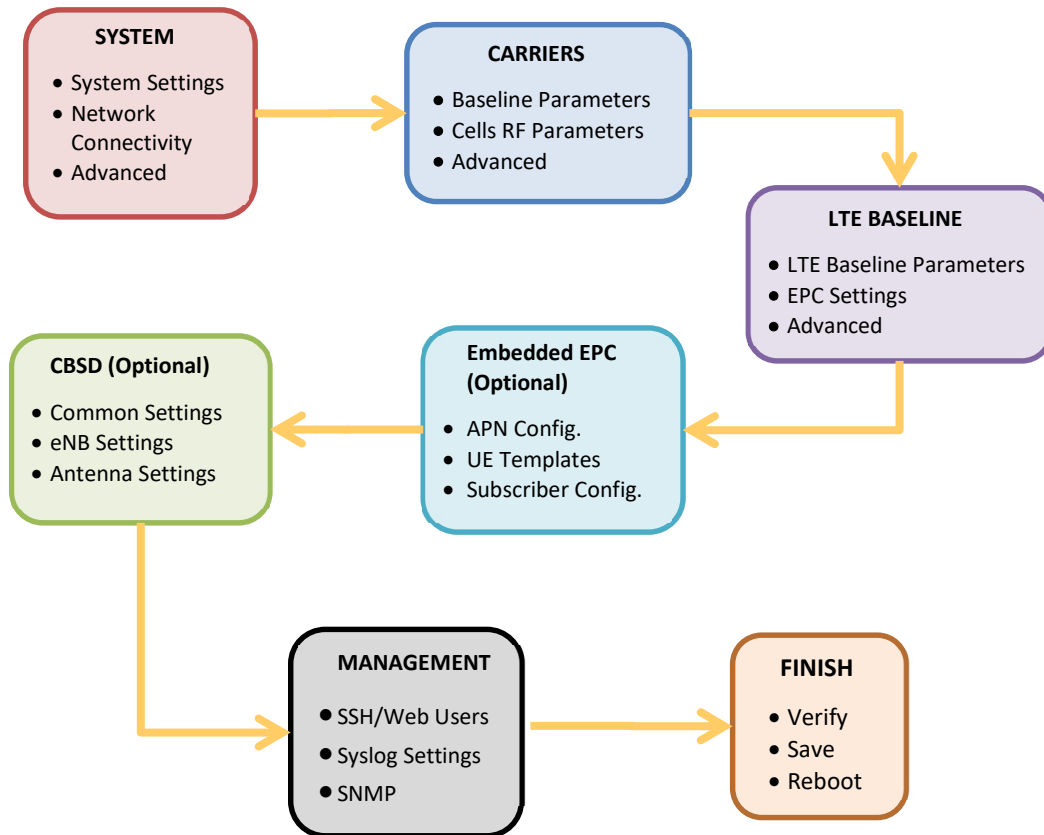 SYSTEM
• System Settings
• Network
Connectivity
• Advanced
CARRIERS
• Baseline Parameters
• Cells RF Parameters
• Advanced
LTE BASELINE
• LTE Baseline Parameters
• EPC Settings
• Advanced
Embedded EPC
(Optional)
• APN Config.
• UE Templates
• Subscriber Config.
CBSD (Optional)
• Common Settings
• eNB Settings
• Antenna Settings
MANAGEMENT
• SSH/Web Users
• Syslog Settings
• SNMP
FINISH
• Verify
• Save
• Reboot